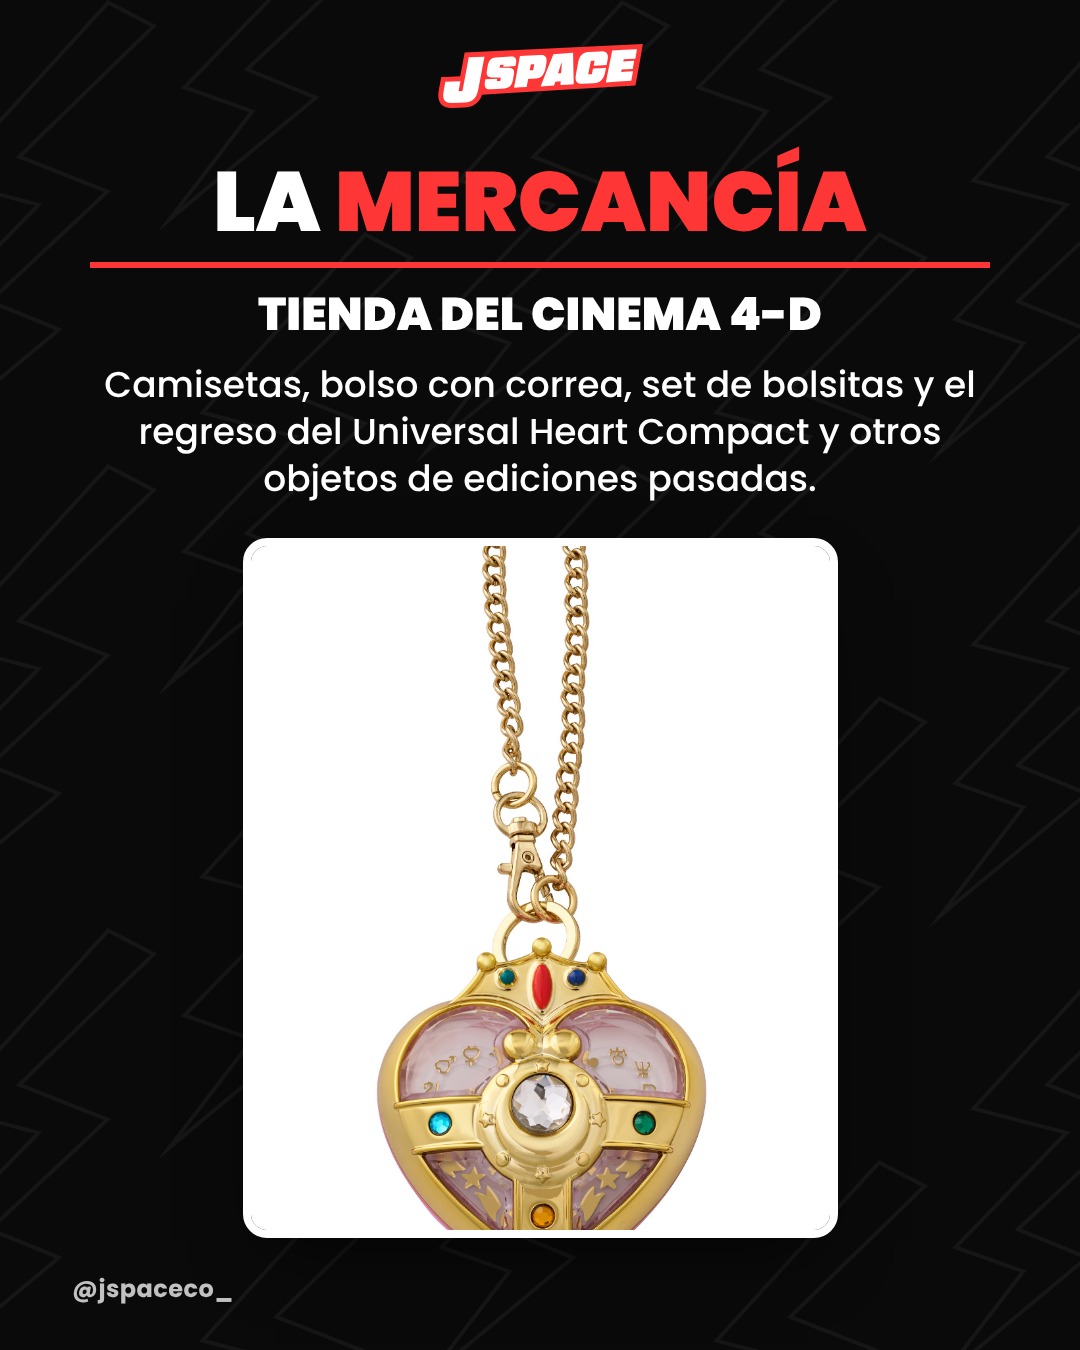 JSPACE
LA MERCANCÍA
TIENDA DEL CINEMA 4-D
Camisetas, bolso con correa, set de bolsitas y el
regreso del Universal Heart Compact y otros
objetos de ediciones pasadas.
@jspaceco_